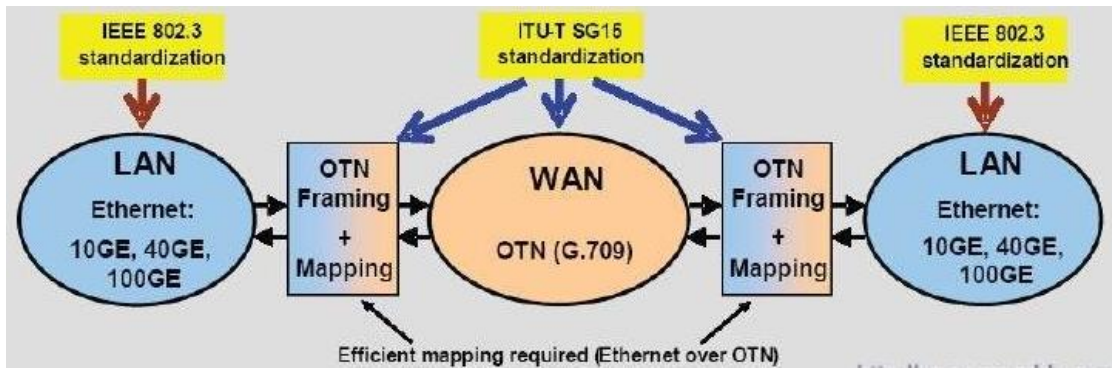 IEEE 802.3
standardization
ITU-T SG15
standardization
IEEE 802.3
standardization
LAN
Ethernet:
10GE, 40GE,
100GE
OTN
Framing
+
Mapping
WAN
OTN (G.709)
OTN
Framing
+
Mapping
LAN
Ethernet:
10GE, 40GE,
100GE
Efficient mapping required (Ethernet over OTN)